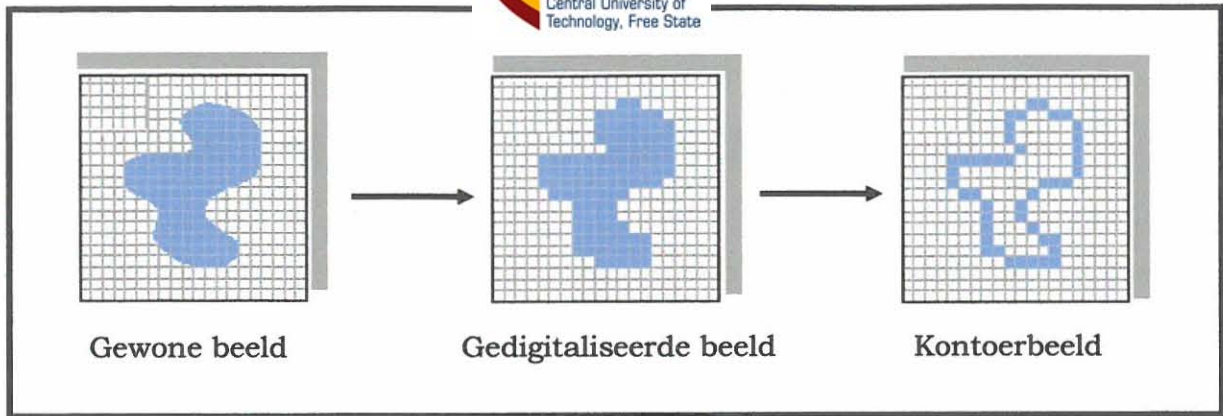 Central University of
Technology, Free State
Gewone beeld
Gedigitaliseerde beeld
Kontoerbeeld